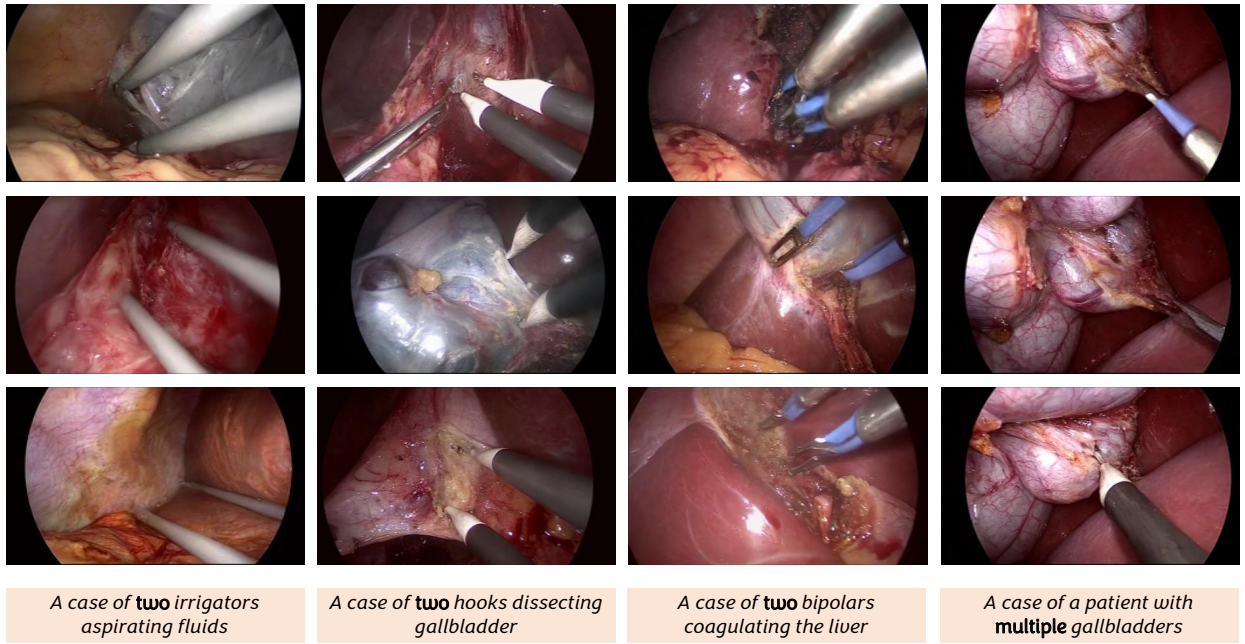 A case of two irrigators
aspirating fluids
A case of two hooks dissecting
gallbladder
A case of two bipolars
coagulating the liver
A case of a patient with
multiple gallbladders